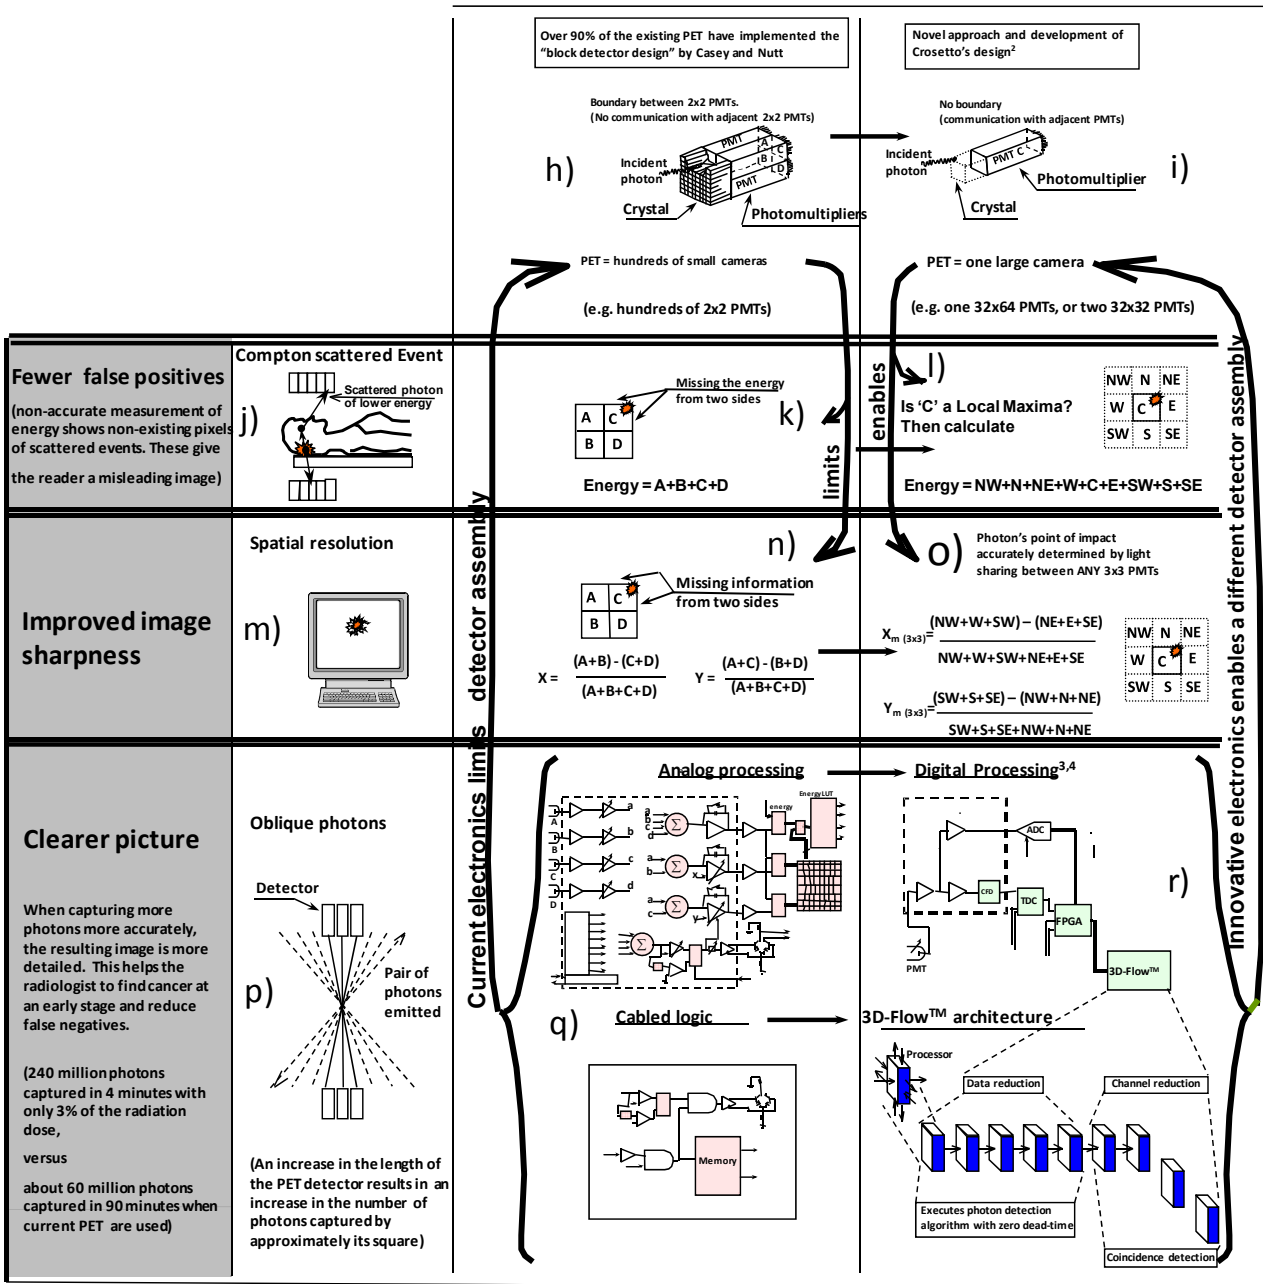 Over 90% of the existing PET have implemented the
“block detector design” by Casey and Nutt
Novel approach and development of
Crosetto’s design2
Boundary between 2x2 PMTs.
(No communication with adjacent 2x2 PMTs)
No boundary
(communication with adjacent PMTs)
h)
Incident
photon
PMT
A
C
B
D
PMT
Crystal
Photomultipliers
Incident
photon
PMT C
i)
Photomultiplier
Crystal
PET = hundreds of small cameras
(e.g. hundreds of 2x2 PMTs)
PET = one large camera
(e.g. one 32x64 PMTs, or two 32x32 PMTs)
Fewer false positives
(non-accurate measurement of
energy shows non-existing pixels
of scattered events. These give
the reader a misleading image)
Compton scattered Event
j)
Scattered photon
of lower energy
Missing the energy
from two sides
k)
A C
B D
Energy = A+B+C+D
limits
enables
l)
Is ‘C’ a Local Maxima?
Then calculate
NW N NE
W C E
SW S SE
Energy = NW+N+NE+W+C+E+SW+S+SE
Improved image
sharpness
Spatial resolution
m)
n)
Missing information
from two sides
A C
B D
X = (A+B) - (C+D)
(A+B+C+D)
Y = (A+C) - (B+D)
(A+B+C+D)
o)
Photon’s point of impact
accurately determined by light
sharing between ANY 3x3 PMTs
Xm (3x3)= (NW+W+SW) – (NE+E+SE)
NW+W+SW+NE+E+SE
Ym (3x3)= (SW+S+SE) – (NW+N+NE)
SW+S+SE+NW+N+NE
NW N NE
W C E
SW S SE
Current electronics limits detector assembly
Innovative electronics enables a different detector assembly
Clearer picture
When capturing more
photons more accurately,
the resulting image is more
detailed. This helps the
radiologist to find cancer at
an early stage and reduce
false negatives.
(240 million photons
captured in 4 minutes with
only 3% of the radiation
dose,
versus
about 60 million photons
captured in 90 minutes when
current PET are used)
Oblique photons
Detector
p)
Pair of
photons
emitted
(An increase in the length of
the PET detector results in an
increase in the number of
photons captured by
approximately its square)
Analog processing
Digital Processing3,4
A
B
C
D
a
b
c
d
a
b
c
d
Σ
a
b
Σ
x
a
c
Σ
y
Σ
energy
Energy LUT
q)
Cabled logic
Memory
ADC
CFD
TDC
FPGA
PMT
r)
3D-Flow™
3D-Flow™ architecture
Processor
Data reduction
Channel reduction
Executes photon detection
algorithm with zero dead-time
Coincidence detection